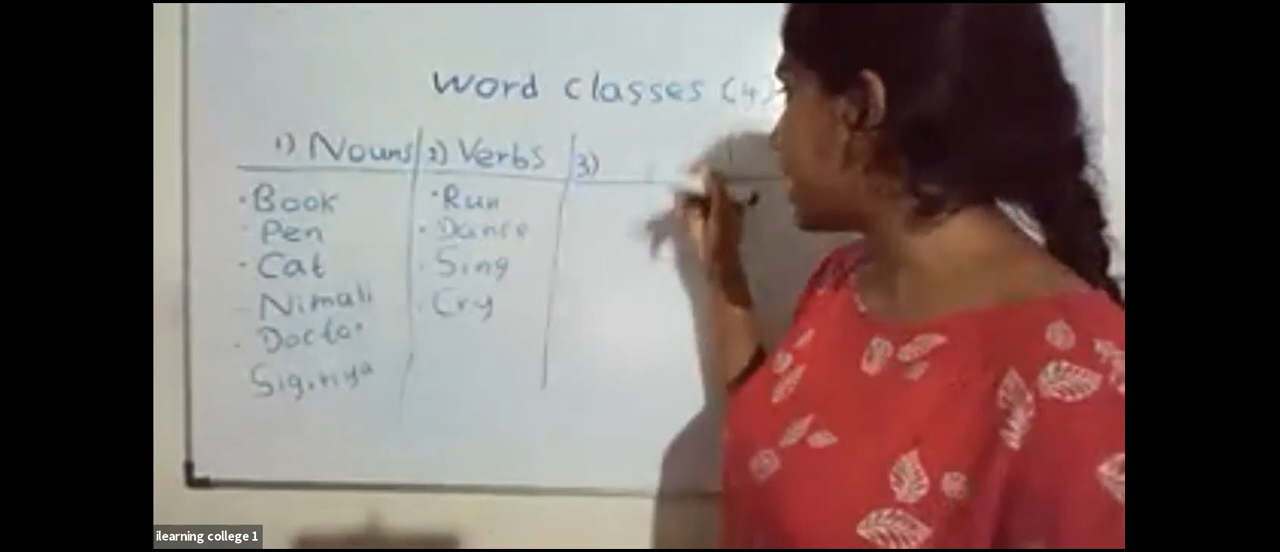 Word classes (4)
1) Nouns 2) Verbs 3)
· Book · Run
· Pen · Dance
· Cat · Sing
- Nimali · Cry
· Doctor
Sigiriya
ilearning college 1